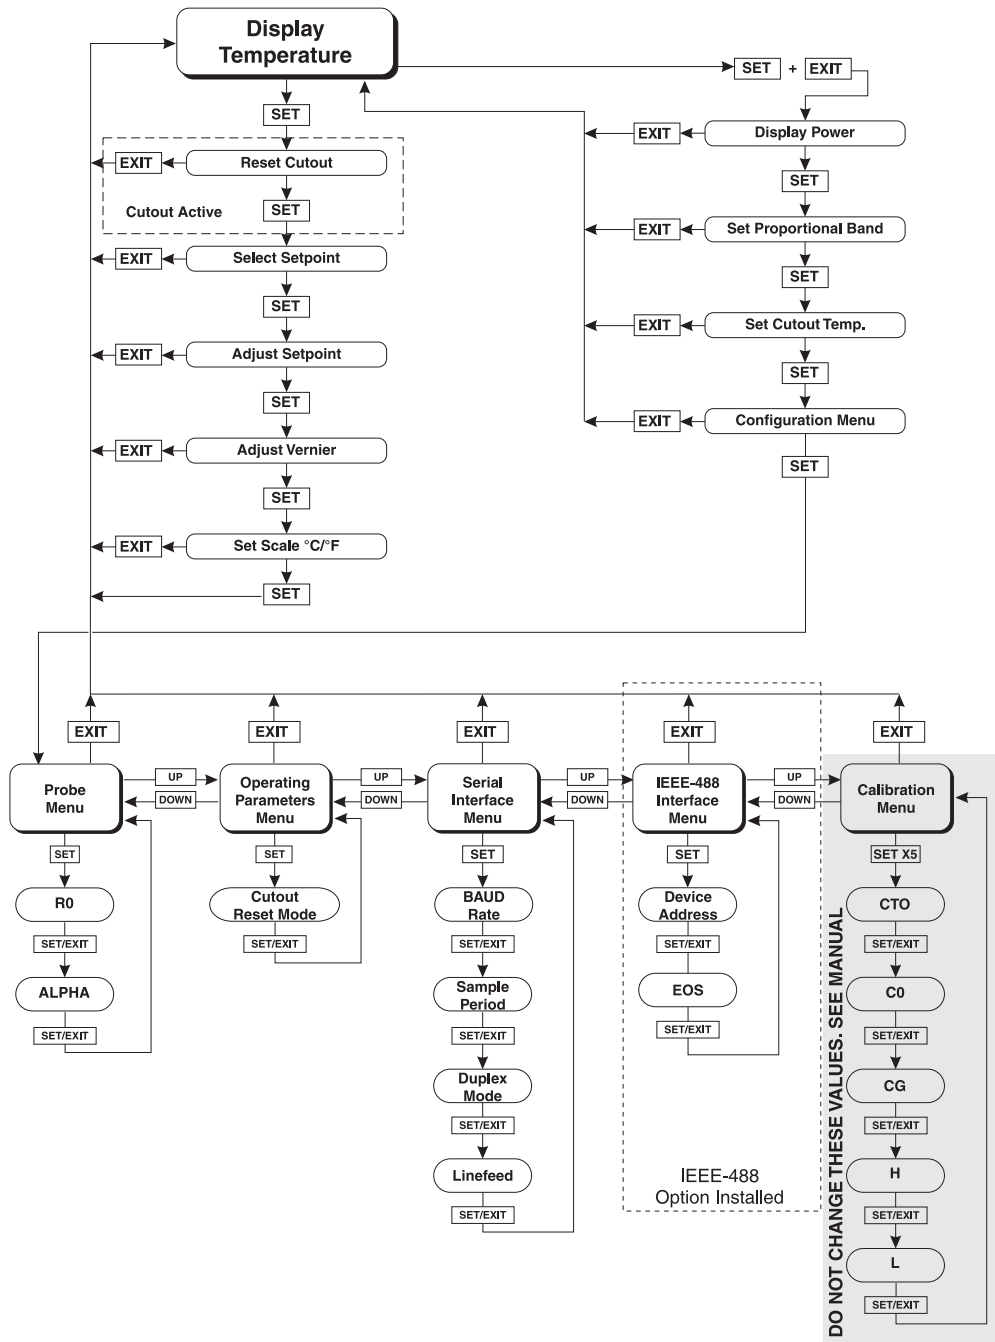 Display
Temperature
SET + EXIT
SET
EXIT Display Power
EXIT Reset Cutout
SET
Cutout Active
SET
EXIT Set Proportional Band
EXIT Select Setpoint
SET
SET
EXIT Set Cutout Temp.
EXIT Adjust Setpoint
SET
SET
EXIT Configuration Menu
EXIT Adjust Vernier
SET
SET
EXIT Set Scale °C/°F
SET
EXIT
EXIT
EXIT
EXIT
EXIT
Probe
Menu
UP
DOWN
Operating
Parameters
Menu
UP
DOWN
Serial
Interface
Menu
UP
DOWN
IEEE-488
Interface
Menu
UP
DOWN
Calibration
Menu
SET
R0
SET/EXIT
ALPHA
SET/EXIT
SET
Cutout
Reset Mode
SET/EXIT
SET
BAUD
Rate
SET/EXIT
Sample
Period
SET/EXIT
Duplex
Mode
SET/EXIT
Linefeed
SET/EXIT
SET
Device
Address
SET/EXIT
EOS
SET/EXIT
IEEE-488
Option Installed
SET X5
CTO
SET/EXIT
C0
SET/EXIT
CG
SET/EXIT
H
SET/EXIT
L
SET/EXIT
DO NOT CHANGE THESE VALUES. SEE MANUAL